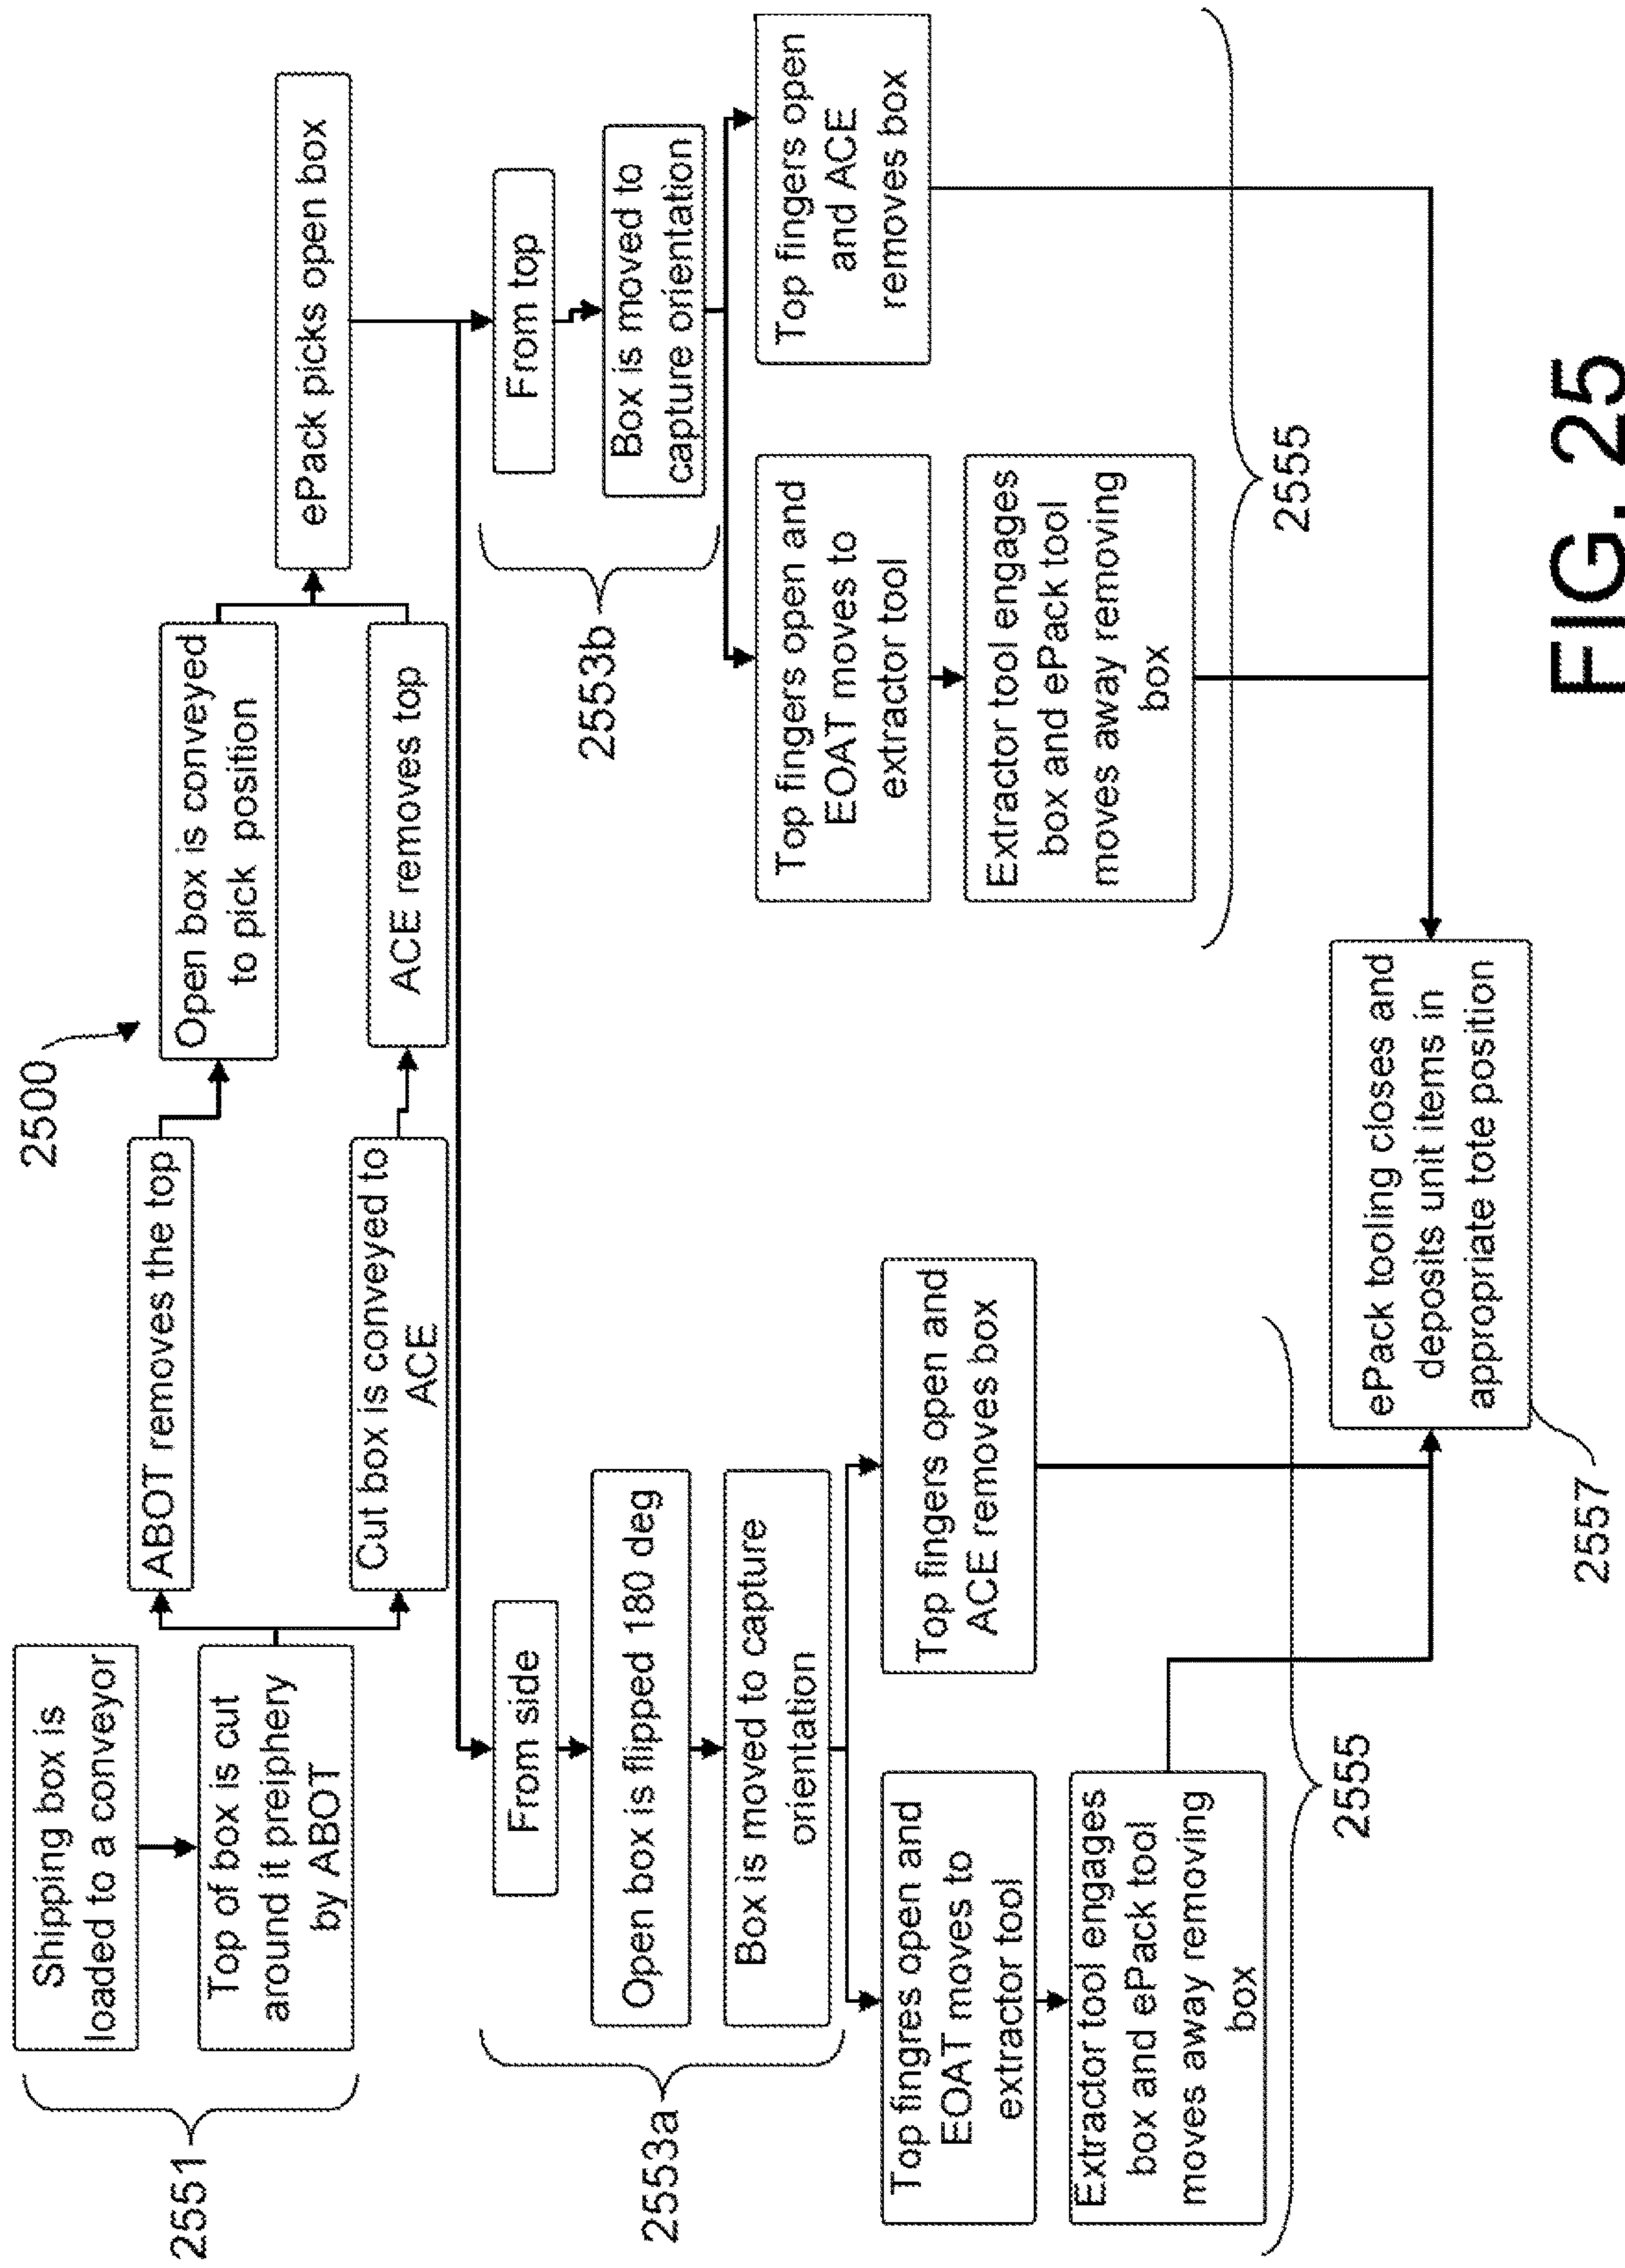 2500
2551
Shipping box is
loaded to a conveyor
Top of box is cut
around it preiphery
by ABOT
ABOT removes the top
Open box is conveyed
to pick position
Cut box is conveyed to
ACE
ACE removes top
ePack picks open box
2553a
From side
Open box is flipped 180 deg
Box is moved to capture
orientation
2553b
From top
Box is moved to
capture orientation
Top fingres open and
EOAT moves to
extractor tool
Extractor tool engages
box and ePack tool
moves away removing
box
Top fingers open and
ACE removes box
2555
Top fingers open and
EOAT moves to
extractor tool
Extractor tool engages
box and ePack tool
moves away removing
box
Top fingers open
and ACE
removes box
2555
ePack tooling closes and
deposits unit items in
appropriate tote position
2557
FIG. 25